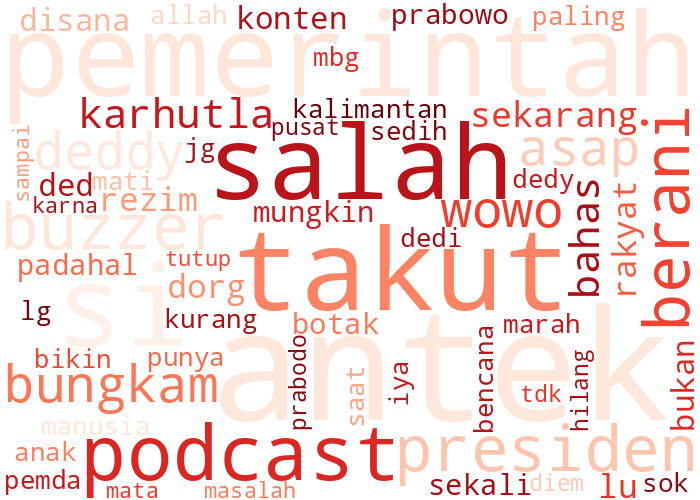 disana allah konten prabowo paling
pemerintah
mbg
karhutla kalimantan sekarang
pusat sedih
sampai deddy jg salah asap berani
ded mati dedy
karna rezim mungkin wowo bahas rakyat
buzzer dedi
padahal tutup takut
si dorg
lg kurang botak marah
antek
bikin punya prabodo saat iya bencana hilang bukan
bungkam tdk
manusia
anak podcast presiden
pemda mata masalah sekali diem lu sok